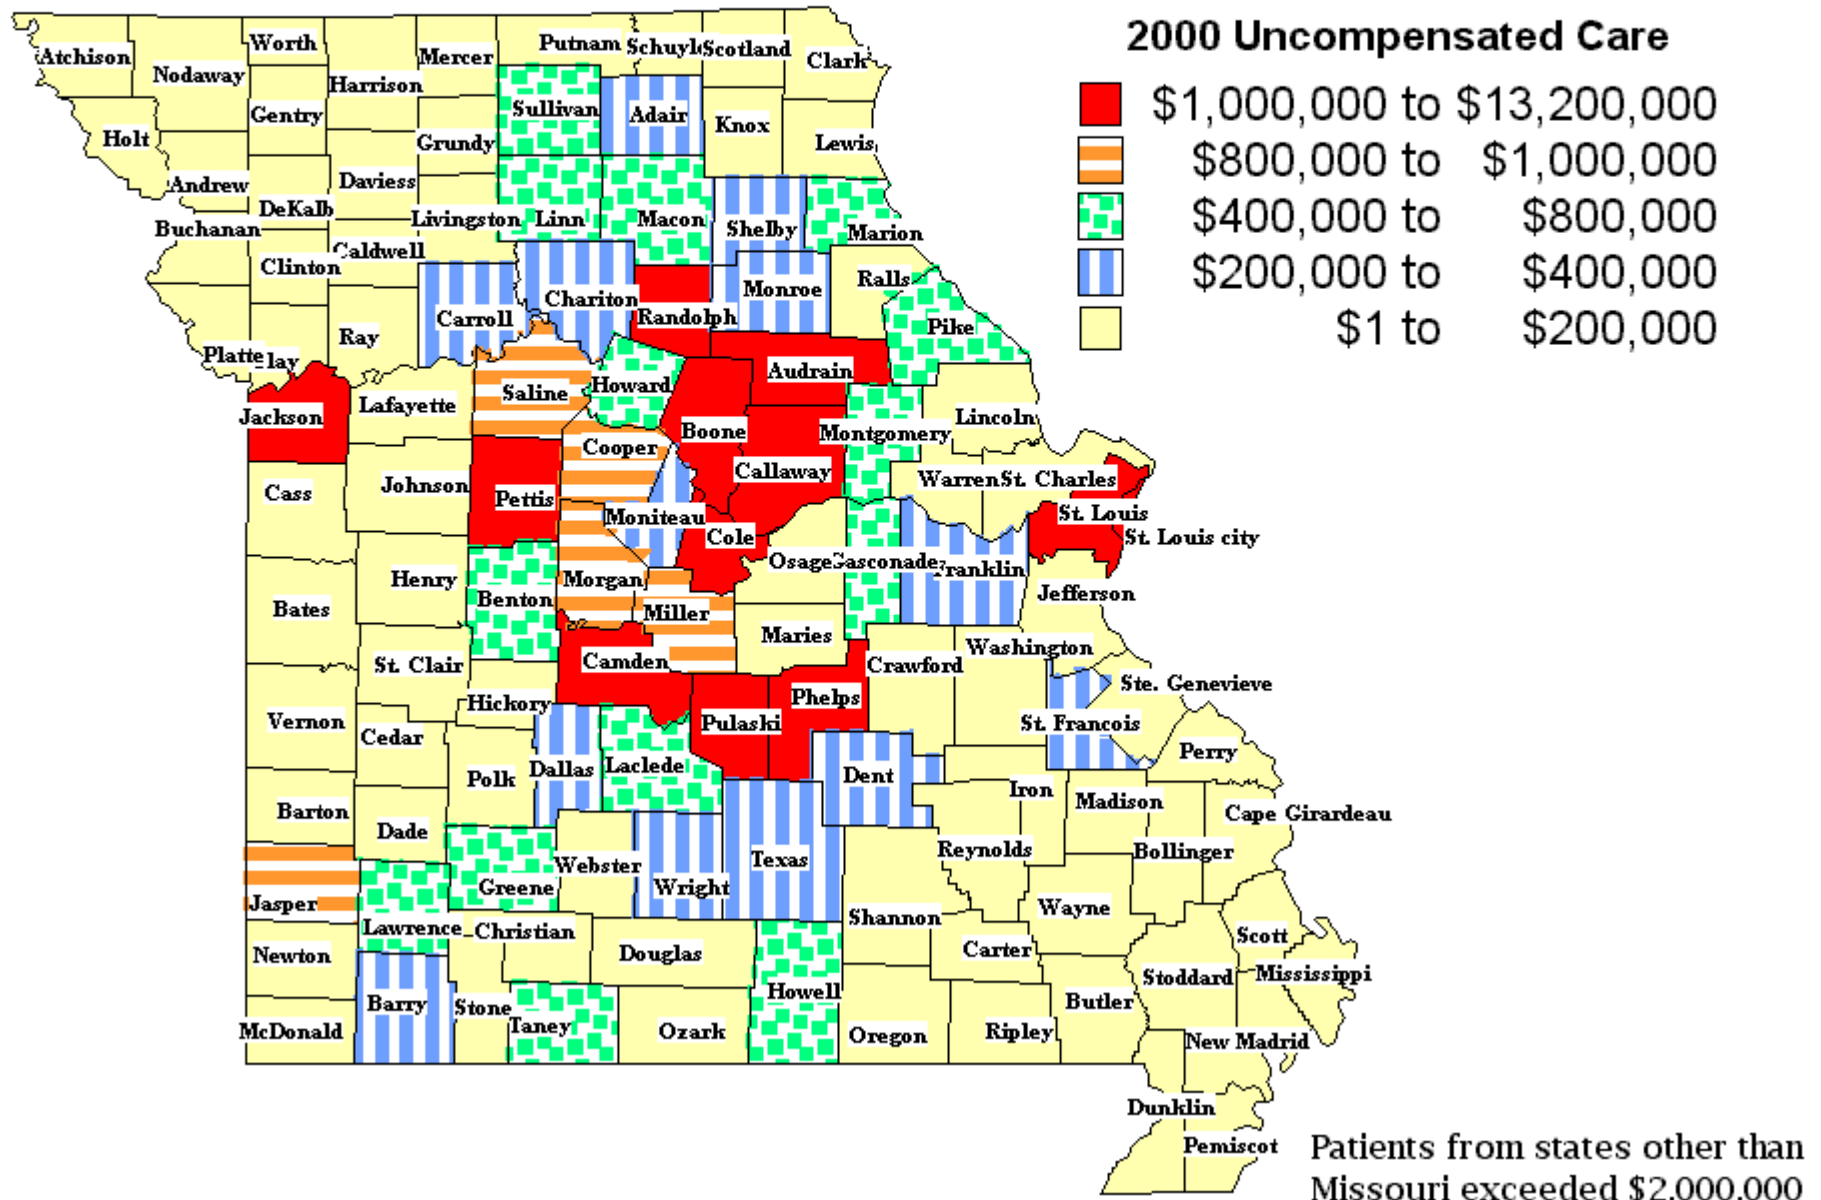 2000 Uncompensated Care
$1,000,000 to $13,200,000
$800,000 to $1,000,000
$400,000 to $800,000
$200,000 to $400,000
$1 to $200,000
Atchison
Nodaway
Worth
Harrison
Mercer
Putnam
Schuyl
Scotland
Clark
Holt
Gentry
Grundy
Sullivan
Adair
Knox
Lewis
Andrew
DeKalb
Daviess
Livingston
Linn
Macon
Shelby
Marion
Buchanan
Clinton
Caldwell
Carroll
Chariton
Randolph
Monroe
Ralls
Pike
Platte
lay
Ray
Jackson
Lafayette
Saline
Howard
Boone
Audrain
Callaway
Montgomery
Lincoln
Cass
Johnson
Pettis
Cooper
Moniteau
Cole
Osage
Gasconade
Franklin
Warren
St. Charles
St. Louis
St. Louis city
Bates
Henry
Benton
Morgan
Miller
Maries
Jefferson
Vernon
St. Clair
Hickory
Camden
Pulaski
Phelps
Crawford
Washington
Ste. Genevieve
St. Francois
Perry
Cedar
Polk
Dallas
Laclede
Dent
Iron
Madison
Cape Girardeau
Barton
Dade
Greene
Webster
Wright
Texas
Reynolds
Bollinger
Jasper
Lawrence
Christian
Douglas
Shannon
Carter
Wayne
Scott
Newton
Barry
Stone
Taney
Ozark
Howell
Oregon
Ripley
Butler
Stoddard
Mississippi
McDonald
New Madrid
Dunklin
Pemiscot
Patients from states other than
Missouri exceeded $2,000,000